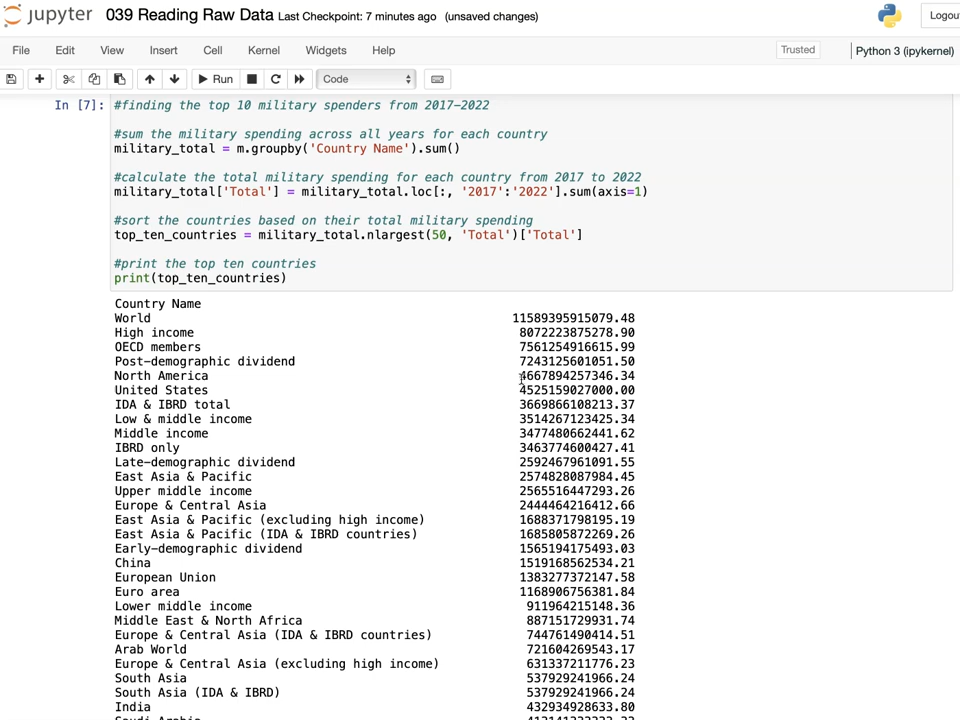 jupyter 039 Reading Raw Data Last Checkpoint: 7 minutes ago (unsaved changes) Logou
File Edit View Insert Cell Kernel Widgets Help Trusted Python 3 (ipykernel)
Run Code
In [7]: #finding the top 10 military spenders from 2017-2022
#sum the military spending across all years for each country
military_total = m.groupby('Country Name').sum()
#calculate the total military spending for each country from 2017 to 2022
military_total['Total'] = military_total.loc[:, '2017':'2022'].sum(axis=1)
#sort the countries based on their total military spending
top_ten_countries = military_total.nlargest(50, 'Total')['Total']
#print the top ten countries
print(top_ten_countries)
Country Name
World 11589395915079.48
High income 8072223875278.90
OECD members 7561254916615.99
Post-demographic dividend 7243125601051.50
North America 4667894257346.34
United States 4525159027000.00
IDA & IBRD total 3669866108213.37
Low & middle income 3514267123425.34
Middle income 3477480662441.62
IBRD only 3463774600427.41
Late-demographic dividend 2592467961091.55
East Asia & Pacific 2574828087984.45
Upper middle income 2565516447293.26
Europe & Central Asia 2444464216412.66
East Asia & Pacific (excluding high income) 1688371798195.19
East Asia & Pacific (IDA & IBRD countries) 1685805872269.26
Early-demographic dividend 1565194175493.03
China 1519168562534.21
European Union 1383277372147.58
Euro area 1168906756381.84
Lower middle income 911964215148.36
Middle East & North Africa 887151729931.74
Europe & Central Asia (IDA & IBRD countries) 744761490414.51
Arab World 721604269543.17
Europe & Central Asia (excluding high income) 631337211776.23
South Asia 537929241966.24
South Asia (IDA & IBRD) 537929241966.24
India 432934928633.80